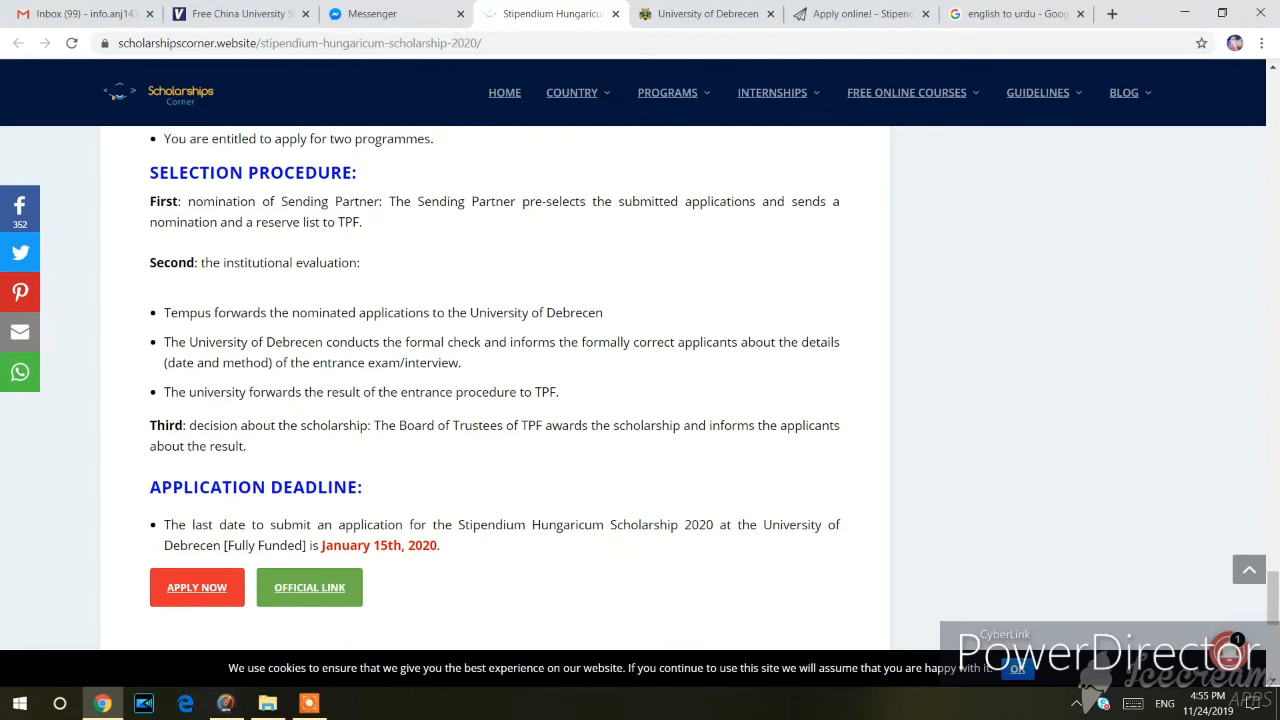 Inbox (99) - info.anj143
Free China University S
Messenger
Stipendium Hungaricu
University of Debrecen
Apply online! - Stipend
english to urdu - Goog
scholarshipscorner.website/stipendium-hungaricum-scholarship-2020/
Scholarships
Corner
HOME COUNTRY PROGRAMS INTERNSHIPS FREE ONLINE COURSES GUIDELINES BLOG
You are entitled to apply for two programmes.
SELECTION PROCEDURE:
First: nomination of Sending Partner: The Sending Partner pre-selects the submitted applications and sends a
nomination and a reserve list to TPF.
352
Second: the institutional evaluation:
Tempus forwards the nominated applications to the University of Debrecen
The University of Debrecen conducts the formal check and informs the formally correct applicants about the details
(date and method) of the entrance exam/interview.
The university forwards the result of the entrance procedure to TPF.
Third: decision about the scholarship: The Board of Trustees of TPF awards the scholarship and informs the applicants
about the result.
APPLICATION DEADLINE:
The last date to submit an application for the Stipendium Hungaricum Scholarship 2020 at the University of
Debrecen [Fully Funded] is January 15th, 2020.
APPLY NOW OFFICIAL LINK
CyberLink
PowerDirector
1
We use cookies to ensure that we give you the best experience on our website. If you continue to use this site we will assume that you are happy with it.
OK
Icecream
APPS
ENG
4:55 PM
11/24/2019